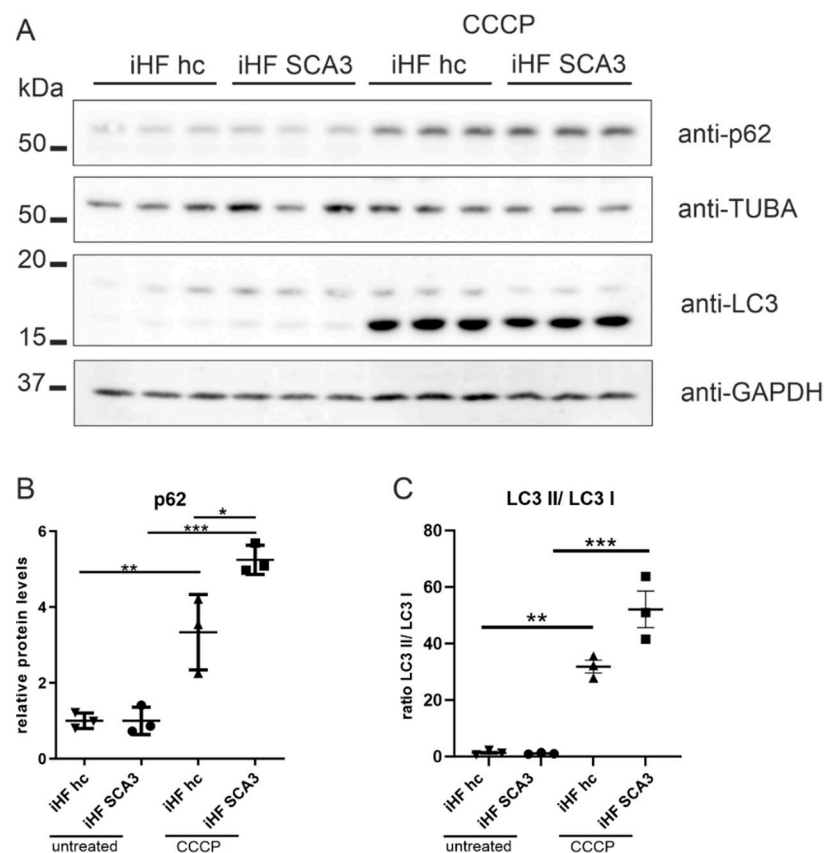 A
CCCP
iHF hc iHF SCA3 iHF hc iHF SCA3
kDa
50 anti-p62
50 anti-TUBA
20
anti-LC3
15
37
anti-GAPDH
B
p62
*
***
**
relative protein levels
6
4
2
0
iHF hc
iHF SCA3
iHF hc
iHF SCA3
untreated CCCP
C
LC3 II/ LC3 I
***
**
ratio LC3 II/ LC3 I
80
60
40
20
0
iHF hc
iHF SCA3
iHF hc
iHF SCA3
untreated CCCP